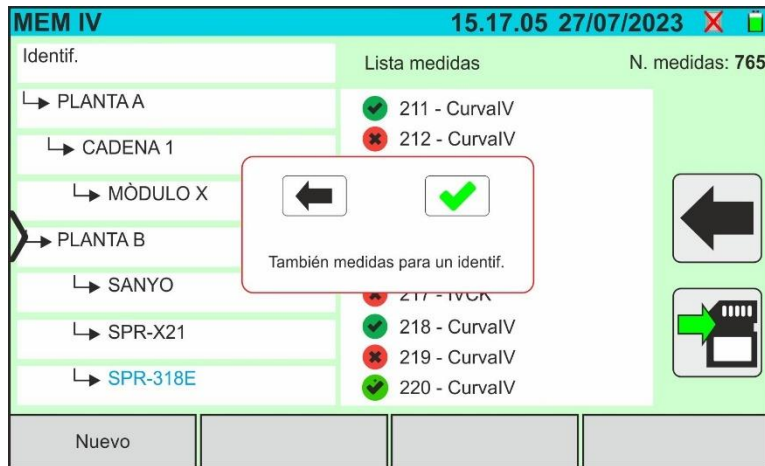 MEM IV 15.17.05 27/07/2023
Identif.
Lista medidas N. medidas: 765
PLANTA A
CADENA 1
MÒDULO X
PLANTA B
SANYO
SPR-X21
SPR-318E
211 - CurvaIV
212 - CurvaIV
También medidas para un identif.
217 - IVCK
218 - CurvaIV
219 - CurvaIV
220 - CurvaIV
Nuevo